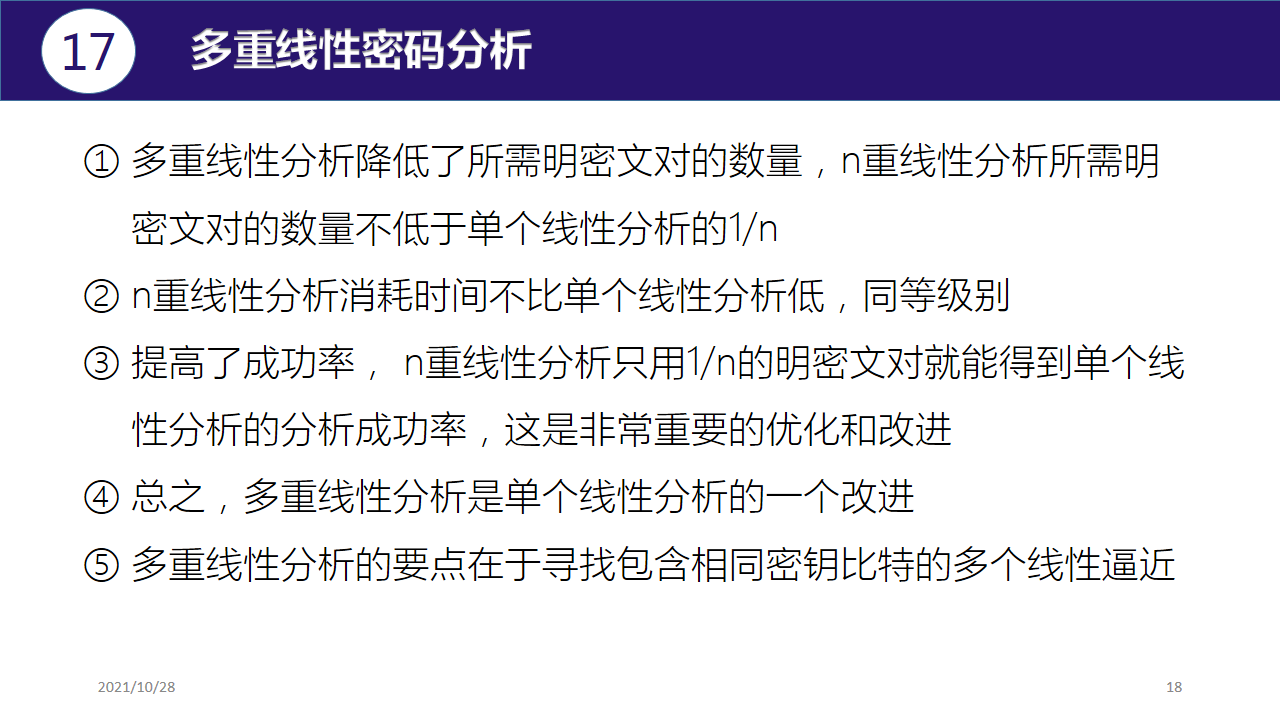 17
多重线性密码分析
① 多重线性分析降低了所需明密文对的数量，n重线性分析所需明
密文对的数量不低于单个线性分析的1/n
② n重线性分析消耗时间不比单个线性分析低，同等级别
③ 提高了成功率， n重线性分析只用1/n的明密文对就能得到单个线
性分析的分析成功率，这是非常重要的优化和改进
④ 总之，多重线性分析是单个线性分析的一个改进
⑤ 多重线性分析的要点在于寻找包含相同密钥比特的多个线性逼近
2021/10/28
18